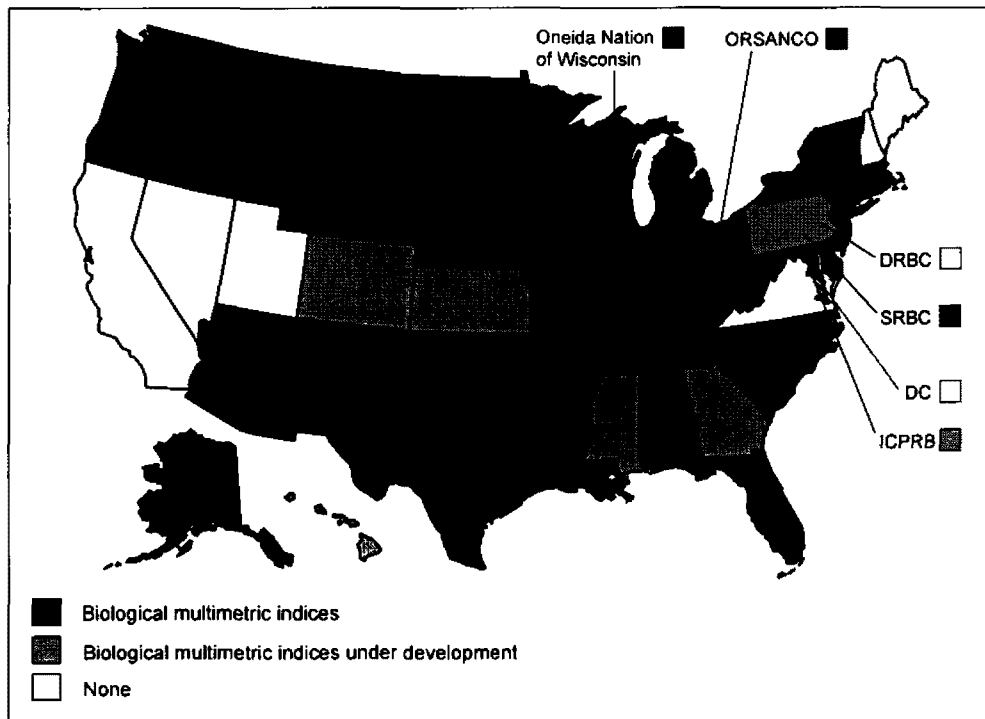 Oneida Nation
of Wisconsin
ORSANCO
DRBC
SRBC
DC
ICPRB
Biological multimetric indices
Biological multimetric indices under development
None